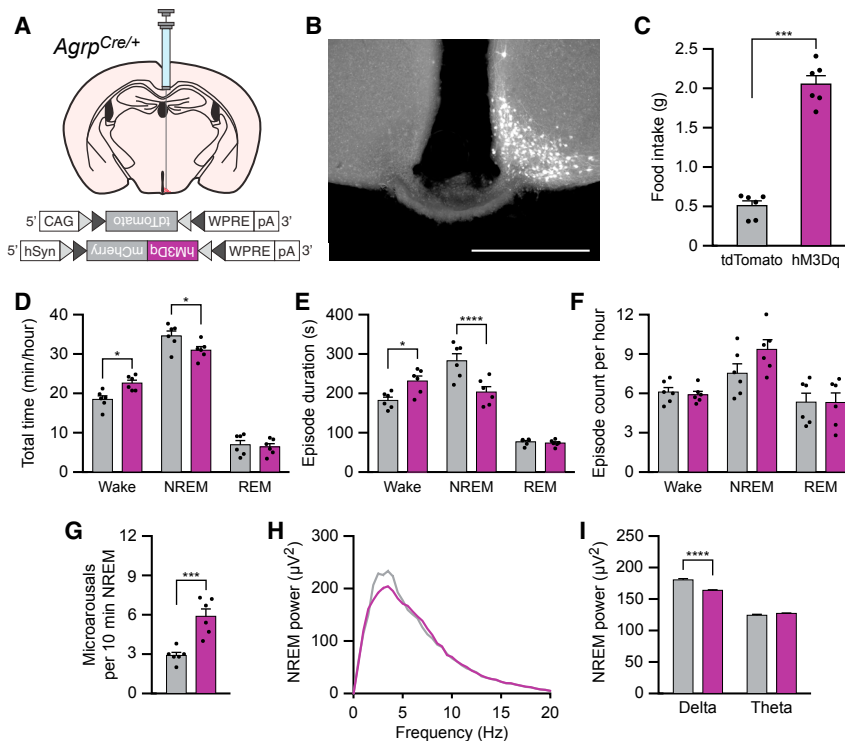 A
Agrp^Cre/+
5' CAG tdTomato WPRE pA 3'
5' hSyn mCherry hM3Dq WPRE pA 3'
B
C
Food intake (g)
2.5
2.0
1.5
1.0
0.5
0
***
tdTomato hM3Dq
D
Total time (min/hour)
40
30
20
10
0
*
*
Wake NREM REM
E
Episode duration (s)
400
300
200
100
0
*
****
Wake NREM REM
F
Episode count per hour
12
9
6
3
0
Wake NREM REM
G
Microarousals
per 10 min NREM
12
9
6
3
0
***
H
NREM power (µV²)
300
200
100
0
0 5 10 15 20
Frequency (Hz)
I
NREM power (µV²)
250
200
150
100
50
0
****
Delta Theta